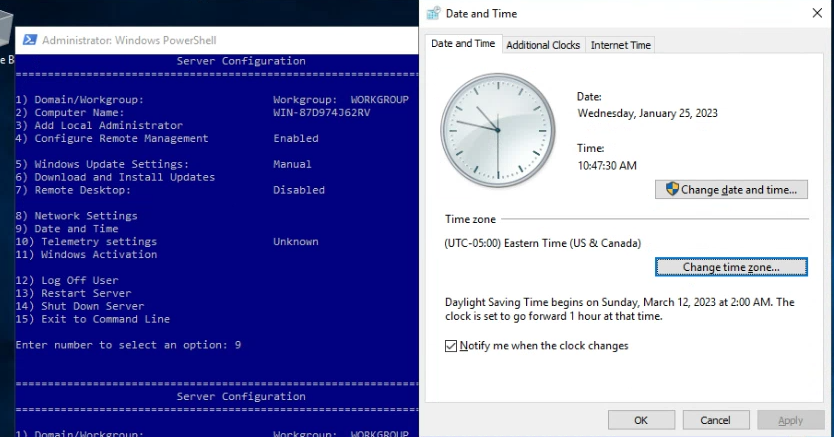 Administrator: Windows PowerShell
Server Configuration
================================================================
1) Domain/Workgroup: Workgroup: WORKGROUP
2) Computer Name: WIN-87D974J62RV
3) Add Local Administrator
4) Configure Remote Management Enabled
5) Windows Update Settings: Manual
6) Download and Install Updates
7) Remote Desktop: Disabled
8) Network Settings
9) Date and Time
10) Telemetry settings Unknown
11) Windows Activation
12) Log Off User
13) Restart Server
14) Shut Down Server
15) Exit to Command Line
Enter number to select an option: 9
================================================================
Server Configuration
================================================================
1) Domain/Workgroup: Workgroup: WORKGROUP
Date and Time
Date and Time Additional Clocks Internet Time
Date:
Wednesday, January 25, 2023
Time:
10:47:30 AM
Change date and time...
Time zone
(UTC-05:00) Eastern Time (US & Canada)
Change time zone...
Daylight Saving Time begins on Sunday, March 12, 2023 at 2:00 AM. The
clock is set to go forward 1 hour at that time.
Notify me when the clock changes
OK Cancel Apply